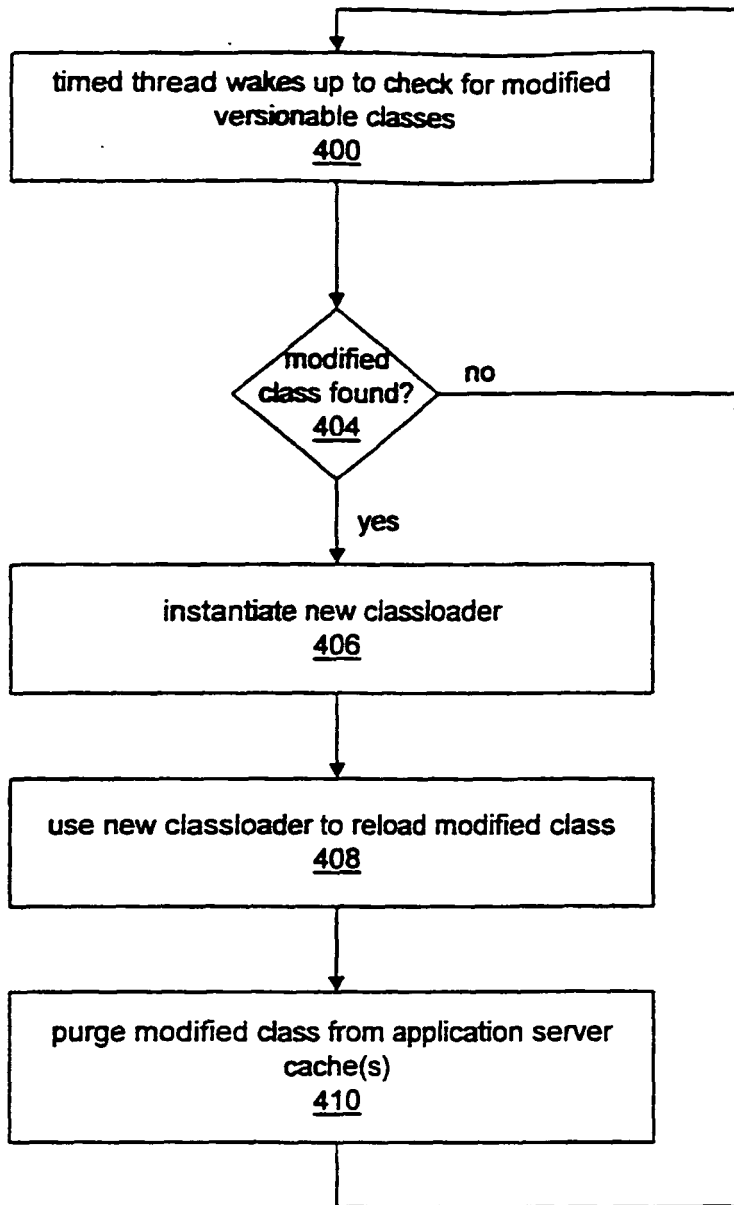 timed thread wakes up to check for modified
versionable classes
400
modified
class found?
404
no
yes
instantiate new classloader
406
use new classloader to reload modified class
408
purge modified class from application server
cache(s)
410